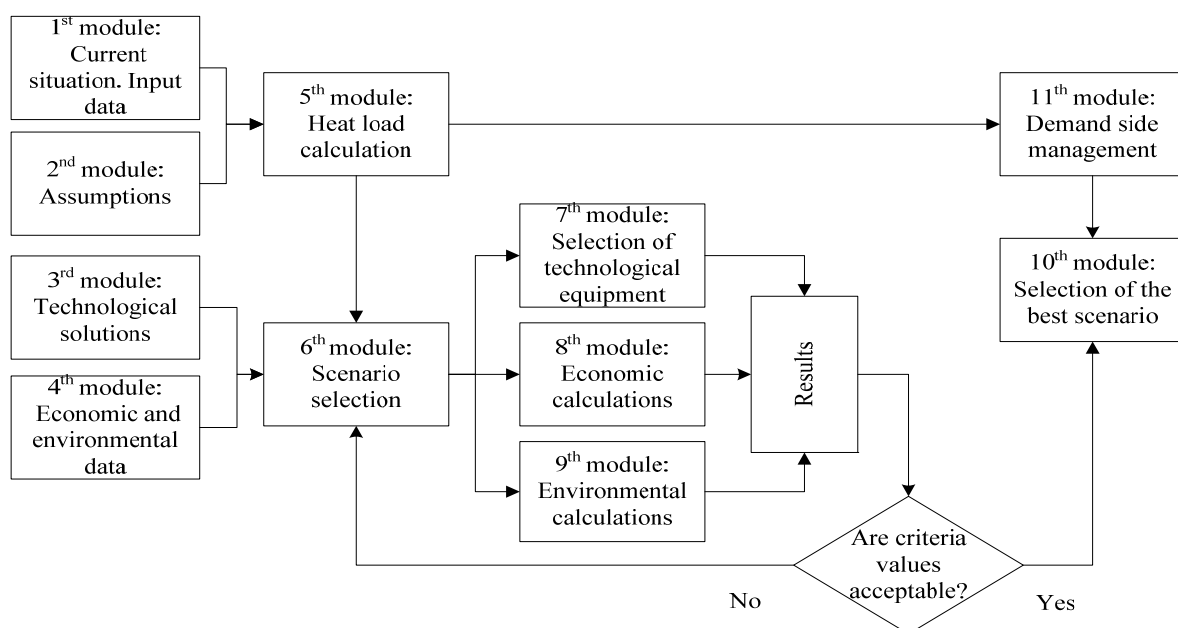 1st module:
Current
situation. Input
data
2nd module:
Assumptions
3rd module:
Technological
solutions
4th module:
Economic and
environmental
data
5th module:
Heat load
calculation
6th module:
Scenario
selection
7th module:
Selection of
technological
equipment
8th module:
Economic
calculations
9th module:
Environmental
calculations
Results
Are criteria
values
acceptable?
No
Yes
11th module:
Demand side
management
10th module:
Selection of the
best scenario